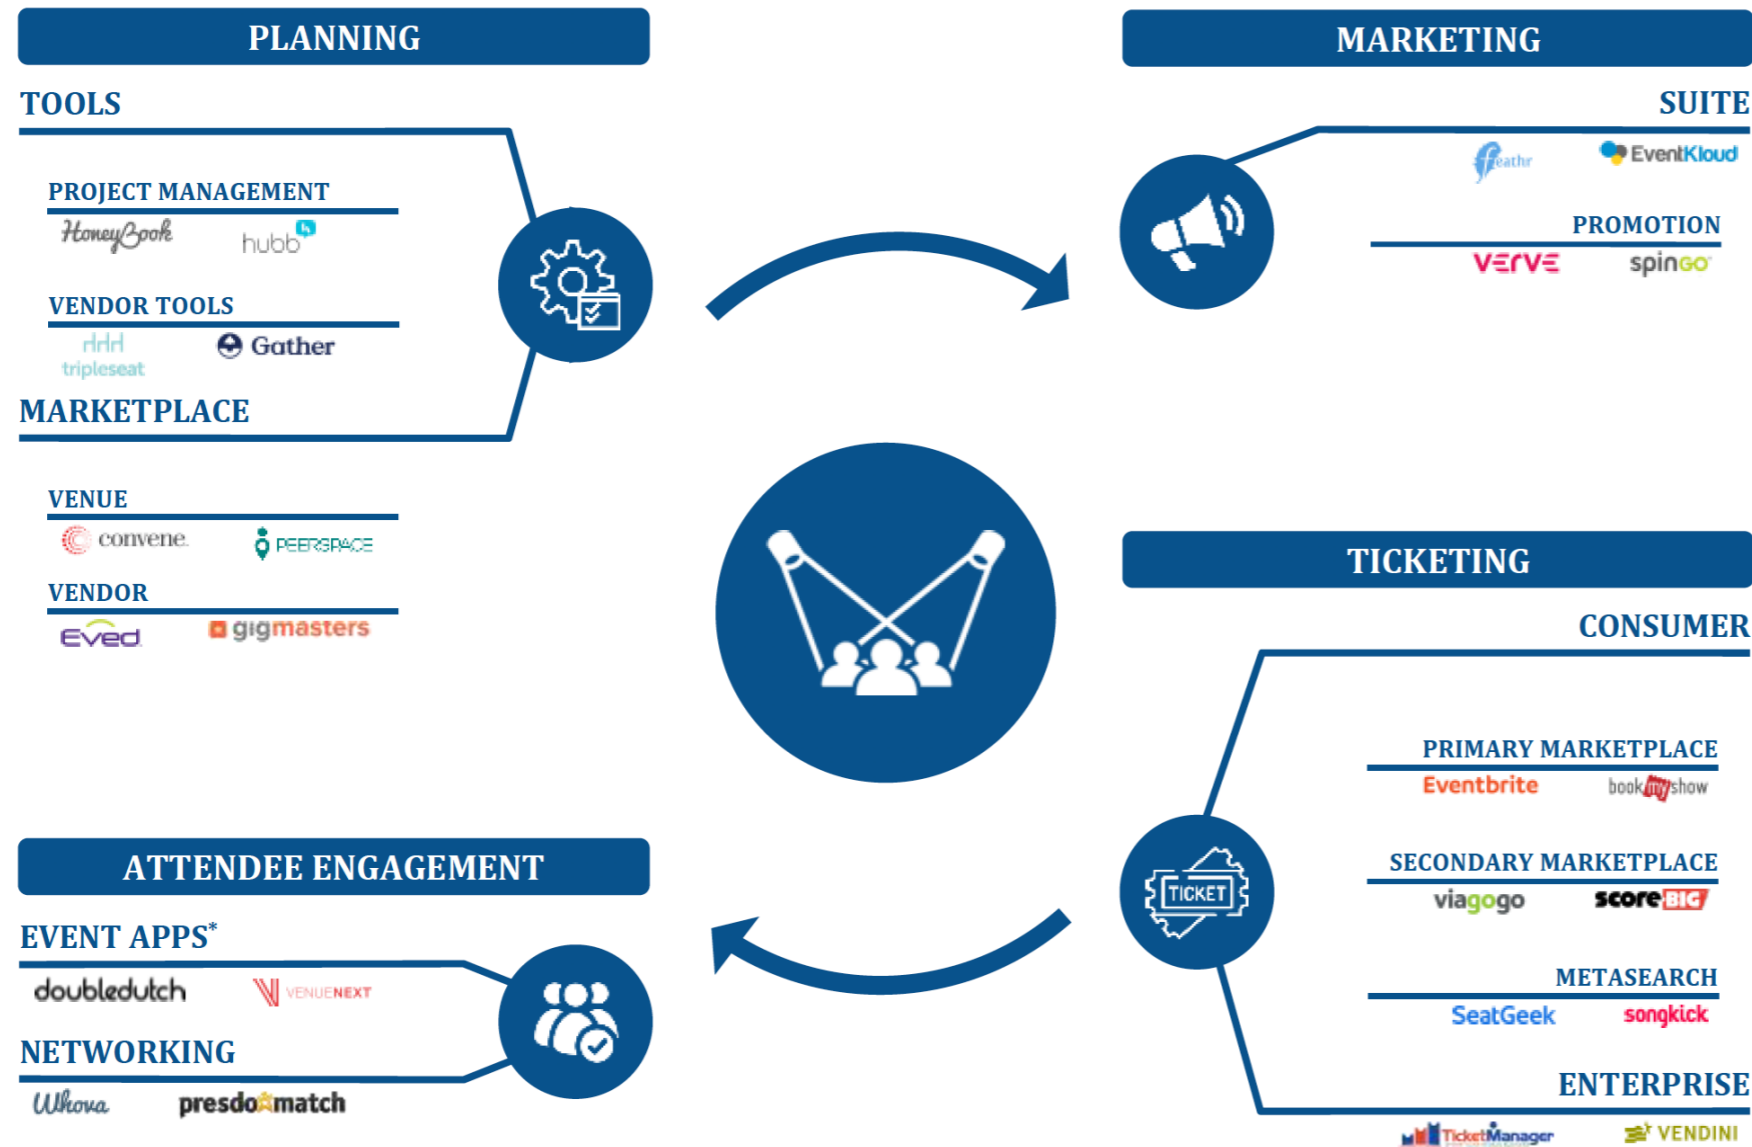 PLANNING
TOOLS
PROJECT MANAGEMENT
HoneyBook hubb
VENDOR TOOLS
tripleseat Gather
MARKETPLACE
VENUE
convene. PEERSPACE
VENDOR
Eved gigmasters
MARKETING
SUITE
feathr EventKloud
PROMOTION
VERVE spinGO
TICKETING
CONSUMER
PRIMARY MARKETPLACE
Eventbrite bookmyshow
SECONDARY MARKETPLACE
viagogo scoreBIG
METASEARCH
SeatGeek songkick
TICKET
ENTERPRISE
TicketManager VENDINI
ATTENDEE ENGAGEMENT
EVENT APPS*
doubledutch VENUENEXT
NETWORKING
Whova presdo match